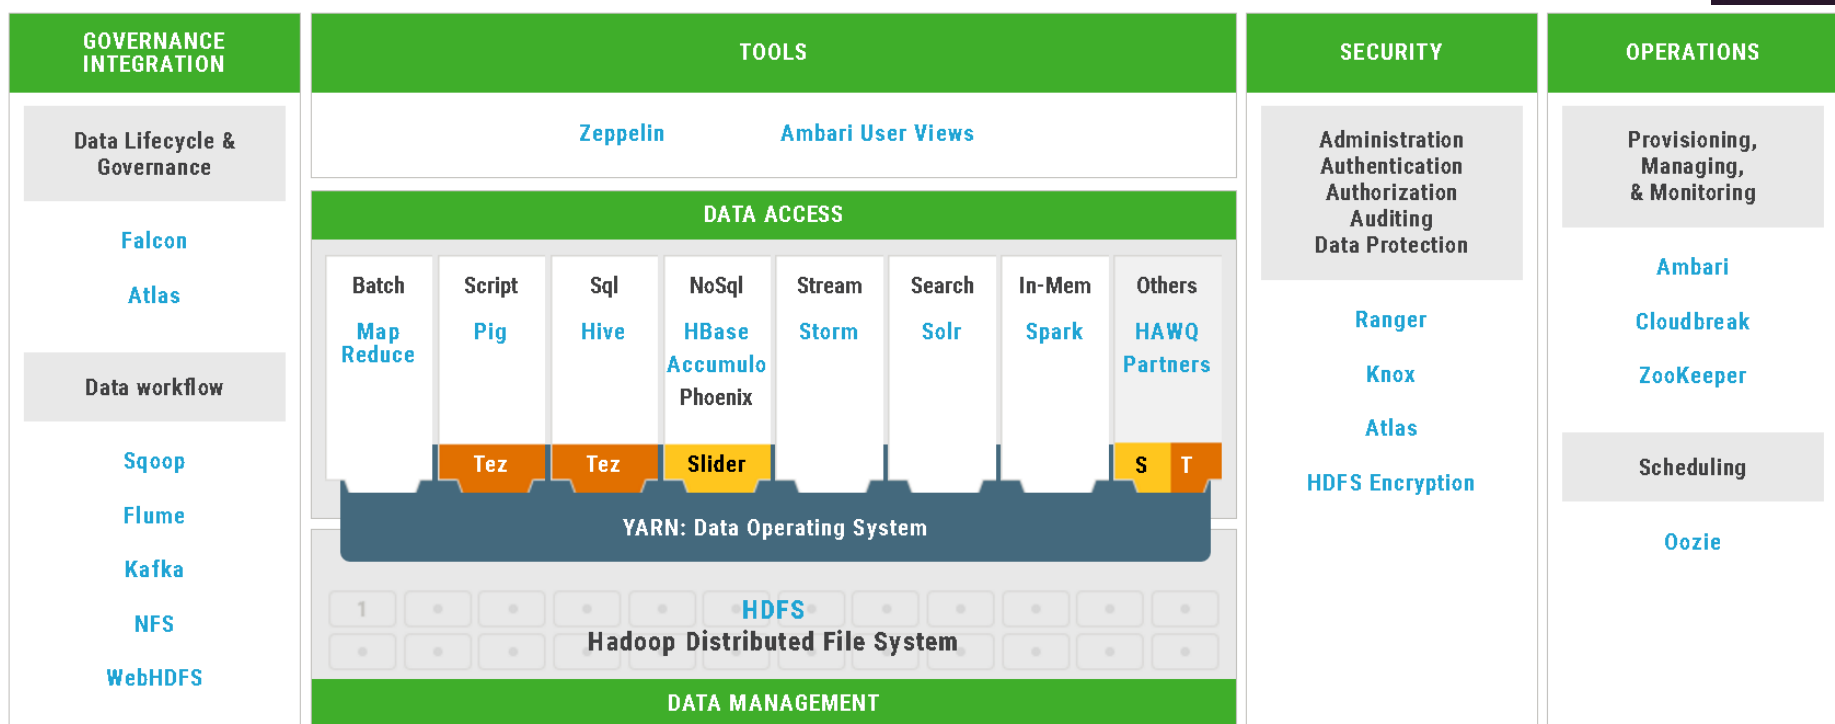 GOVERNANCE
INTEGRATION
Data Lifecycle &
Governance
Falcon
Atlas
Data workflow
Sqoop
Flume
Kafka
NFS
WebHDFS
TOOLS
Zeppelin
Ambari User Views
DATA ACCESS
Batch
Map
Reduce
Script
Pig
Tez
Sql
Hive
Tez
NoSql
HBase
Accumulo
Phoenix
Slider
Stream
Storm
Search
Solr
In-Mem
Spark
Others
HAWQ
Partners
S
T
YARN: Data Operating System
1
HDFS
Hadoop Distributed File System
DATA MANAGEMENT
SECURITY
Administration
Authentication
Authorization
Auditing
Data Protection
Ranger
Knox
Atlas
HDFS Encryption
OPERATIONS
Provisioning,
Managing,
& Monitoring
Ambari
Cloudbreak
ZooKeeper
Scheduling
Oozie